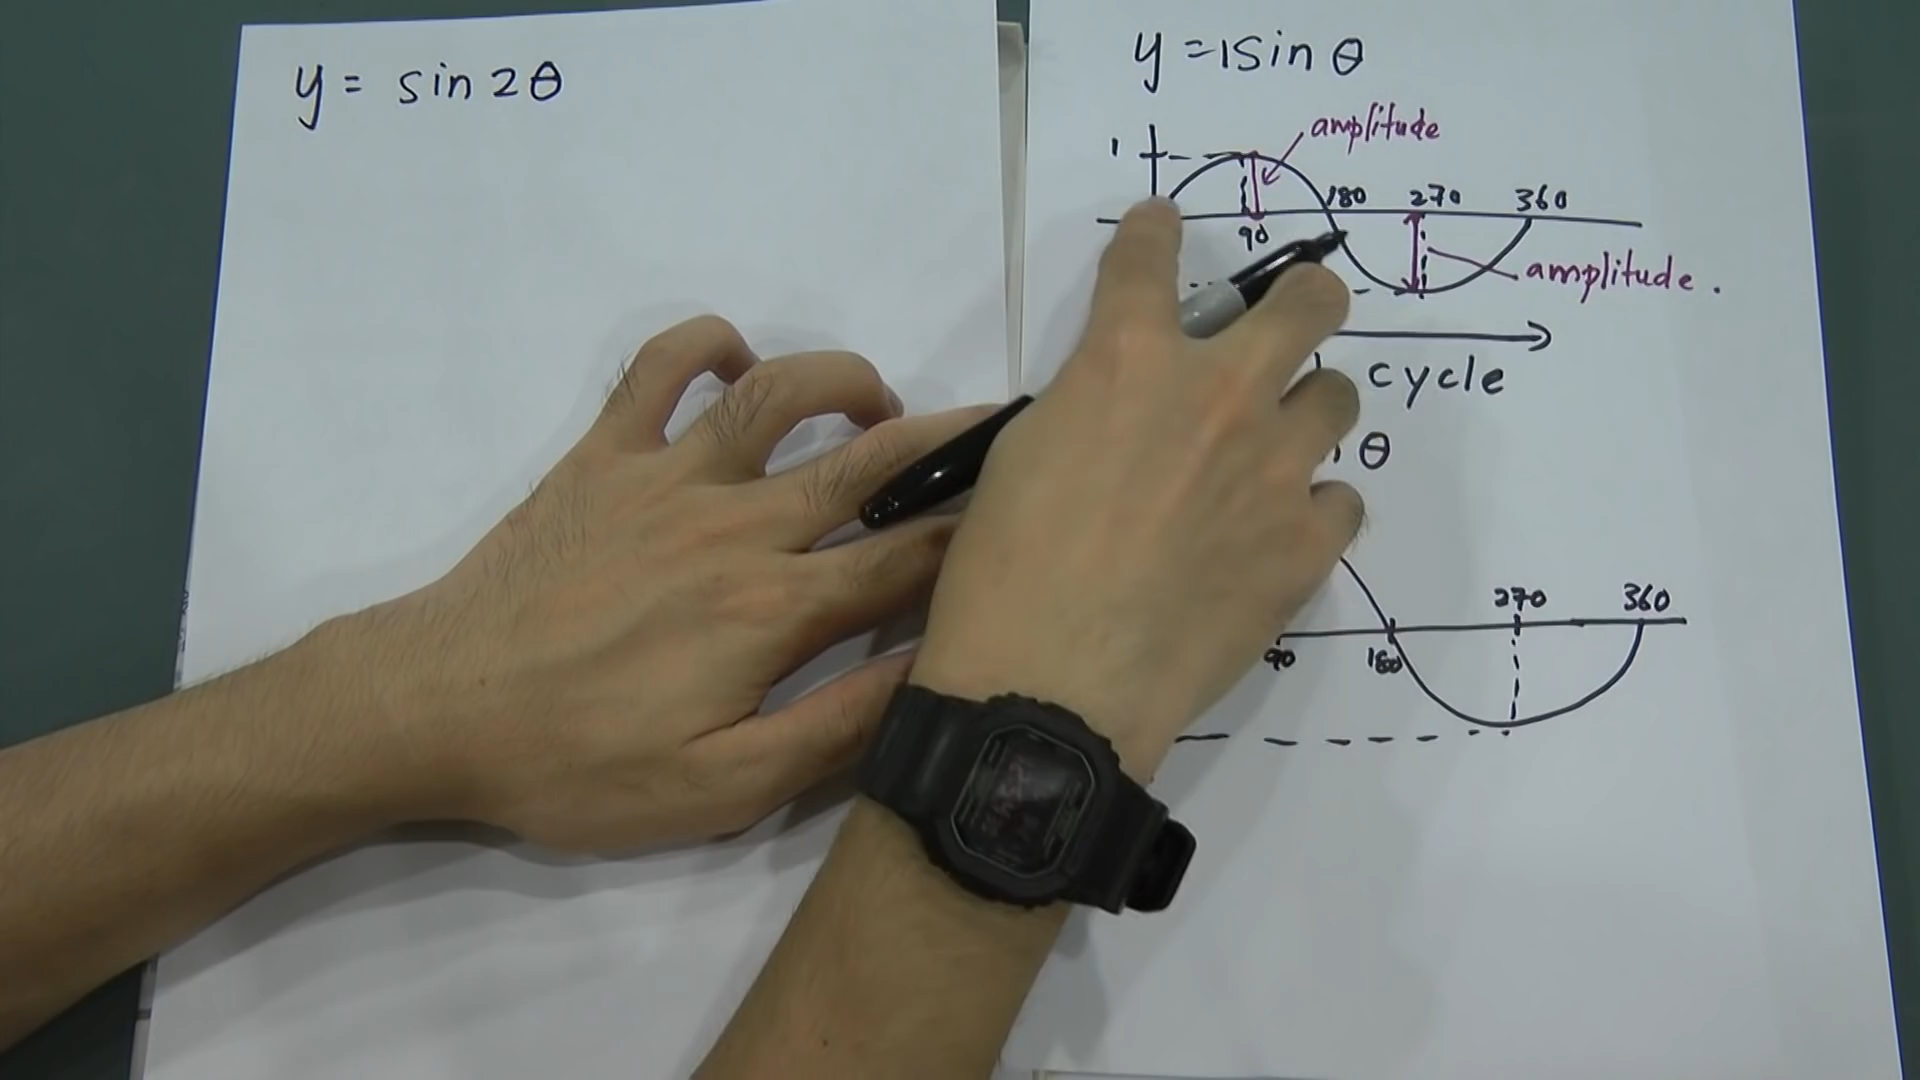 y = sin 2θ
y = 1sin θ
amplitude
1
180 270 360
90
amplitude.
cycle
θ
270 360
90 180